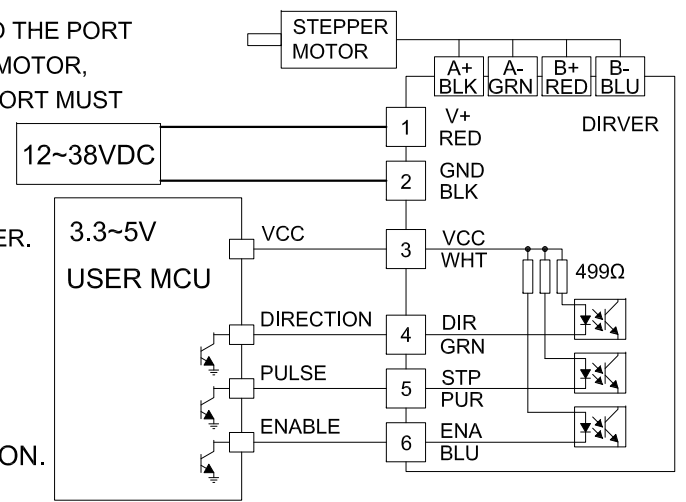 O THE PORT
MOTOR,
ORT MUST
ER.
ON.
STEPPER
MOTOR
A+
BLK
A-
GRN
B+
RED
B-
BLU
DIRVER
12~38VDC
1
V+
RED
2
GND
BLK
3.3~5V
USER MCU
VCC
3
VCC
WHT
499Ω
DIRECTION
4
DIR
GRN
PULSE
5
STP
PUR
ENABLE
6
ENA
BLU